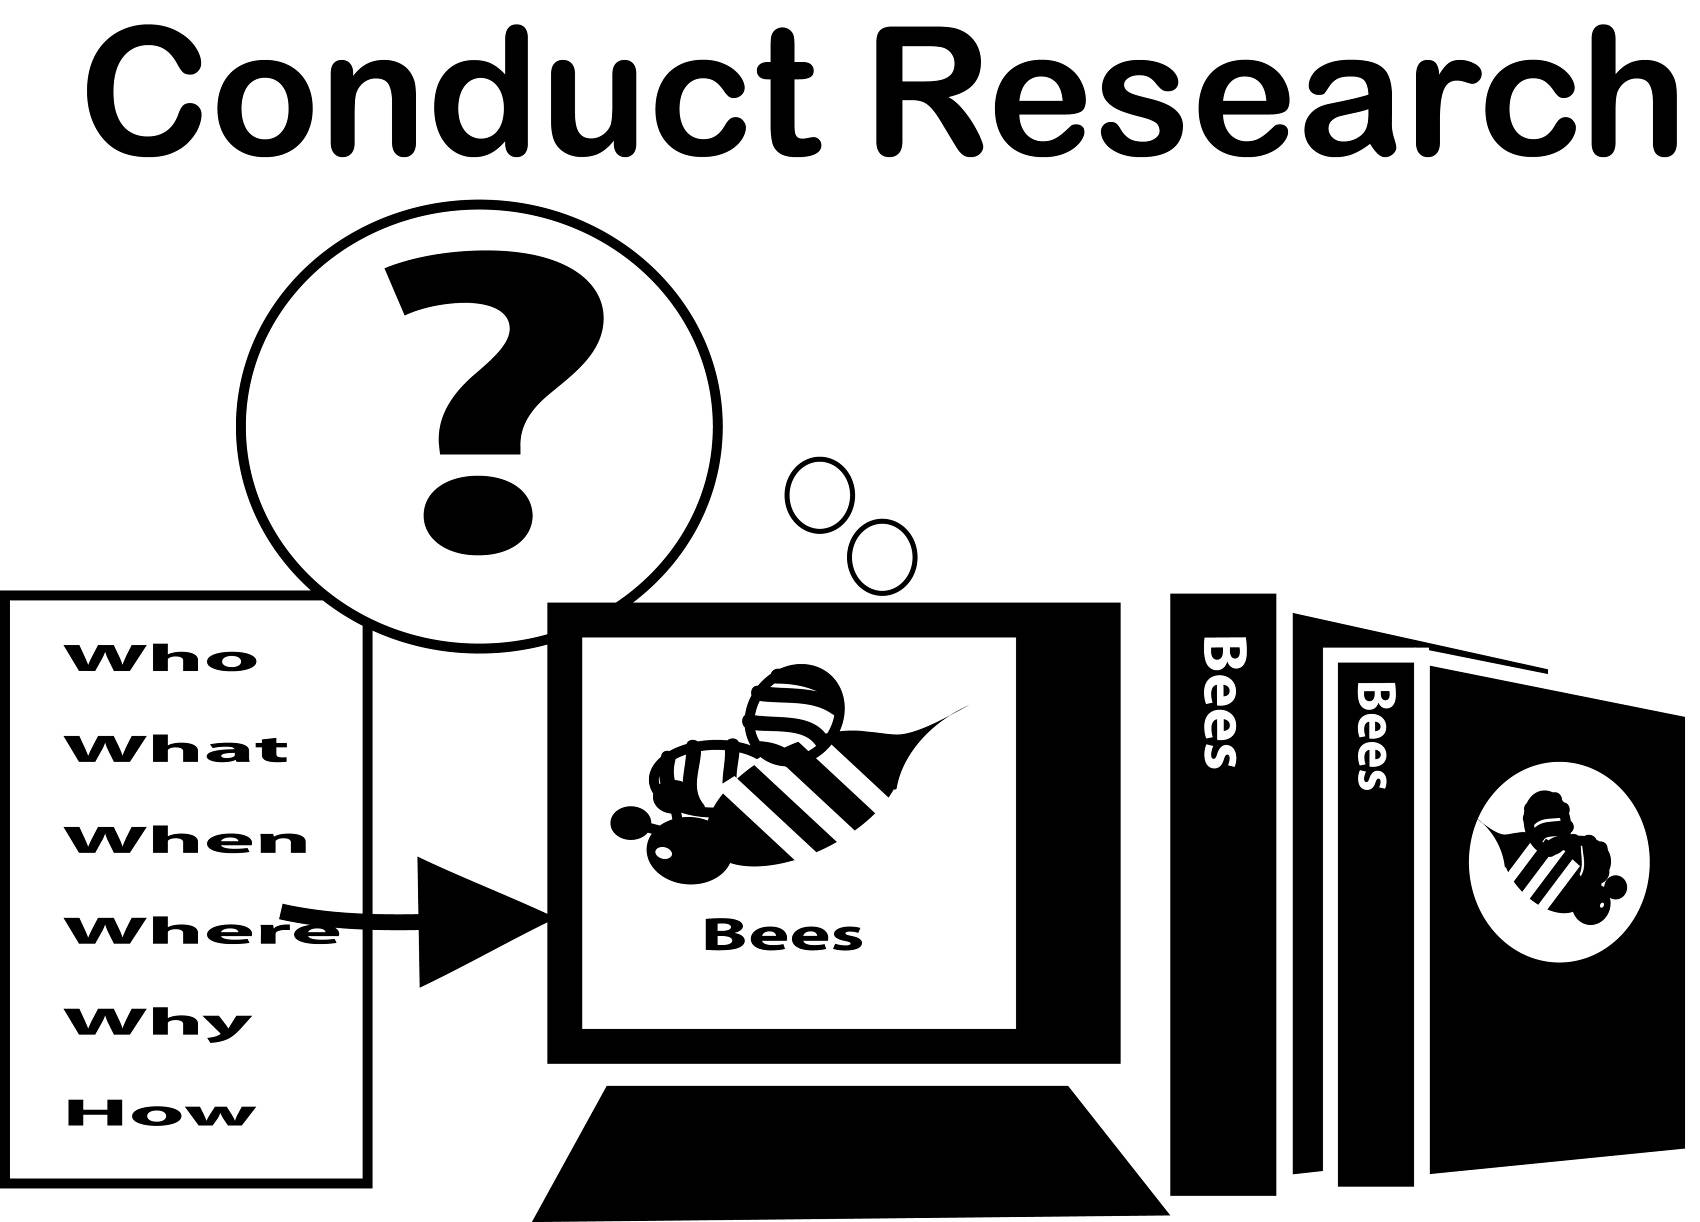 Conduct Research
?
Who
What
When
Where
Why
How
Bees
Bees
Bees